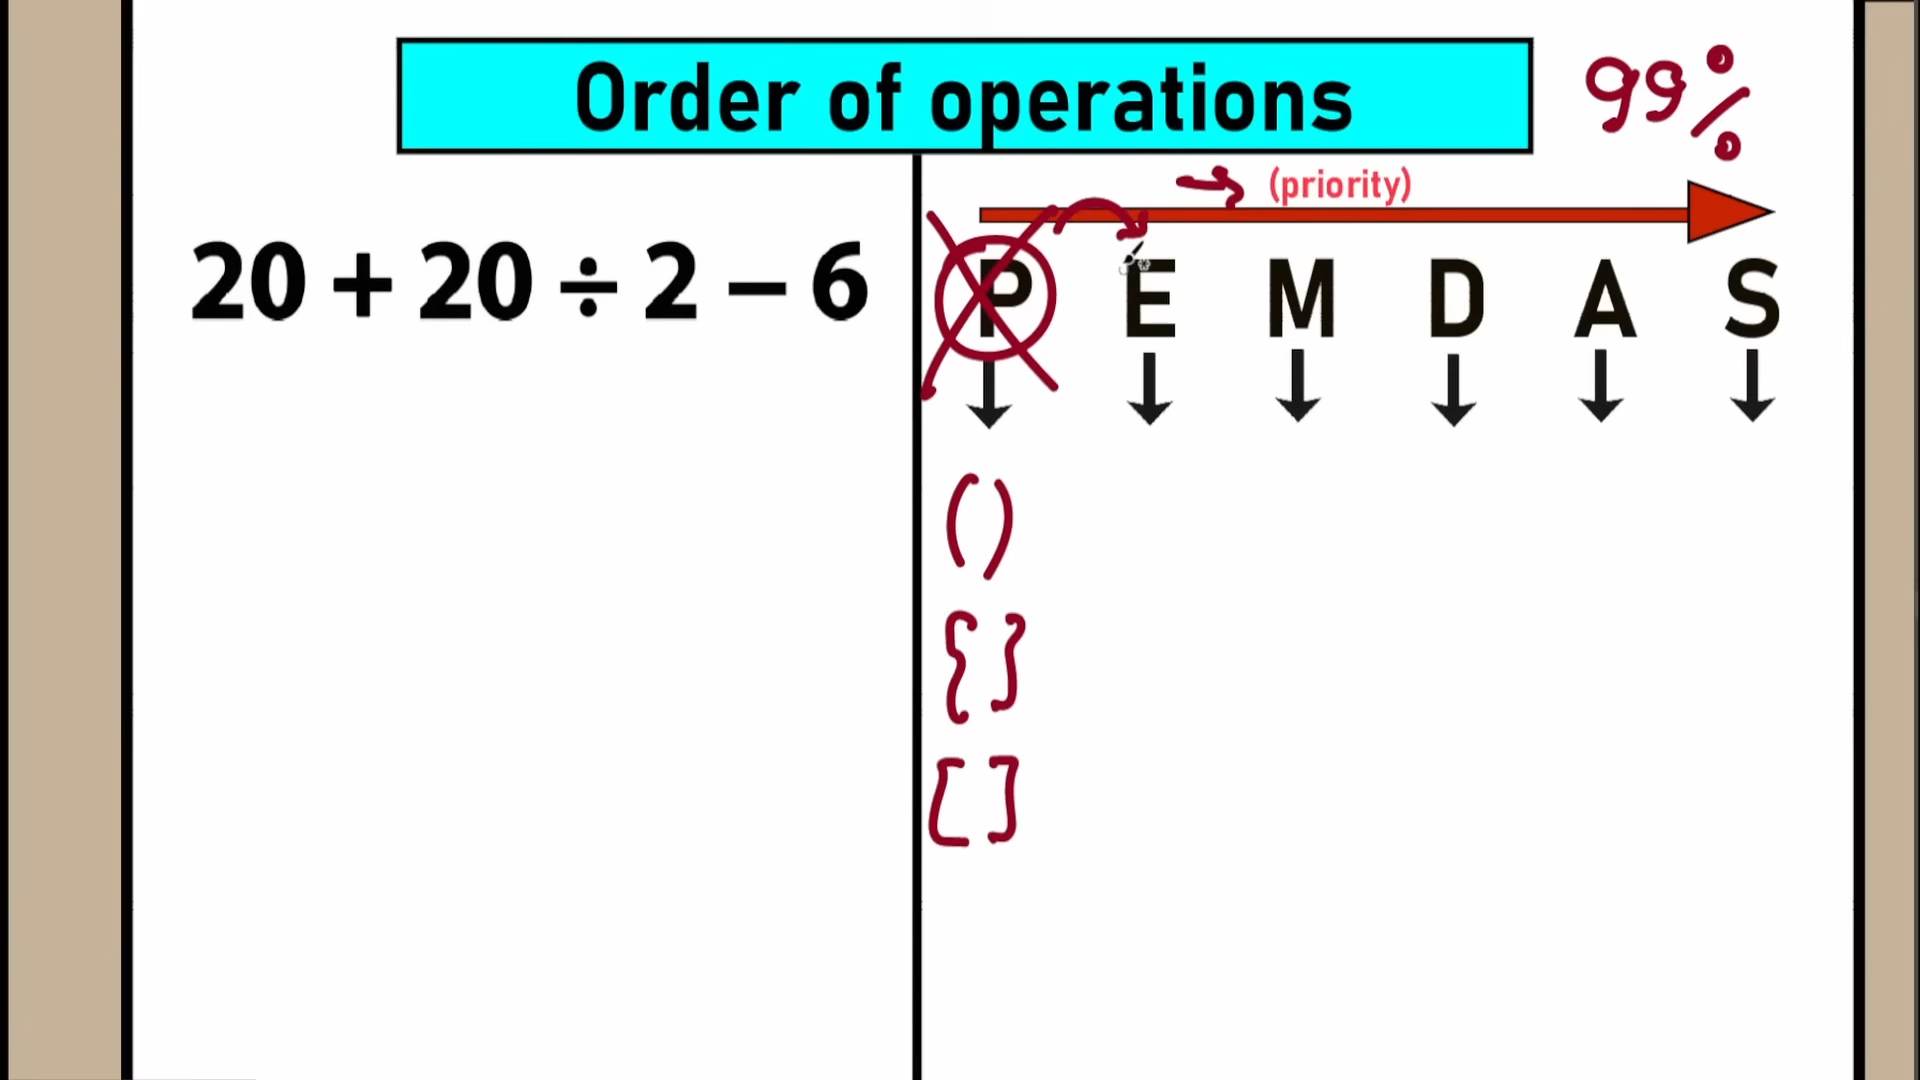 Order of operations
99%
(priority)
20 + 20 ÷ 2 – 6
P E M D A S
( )
{ }
[ ]